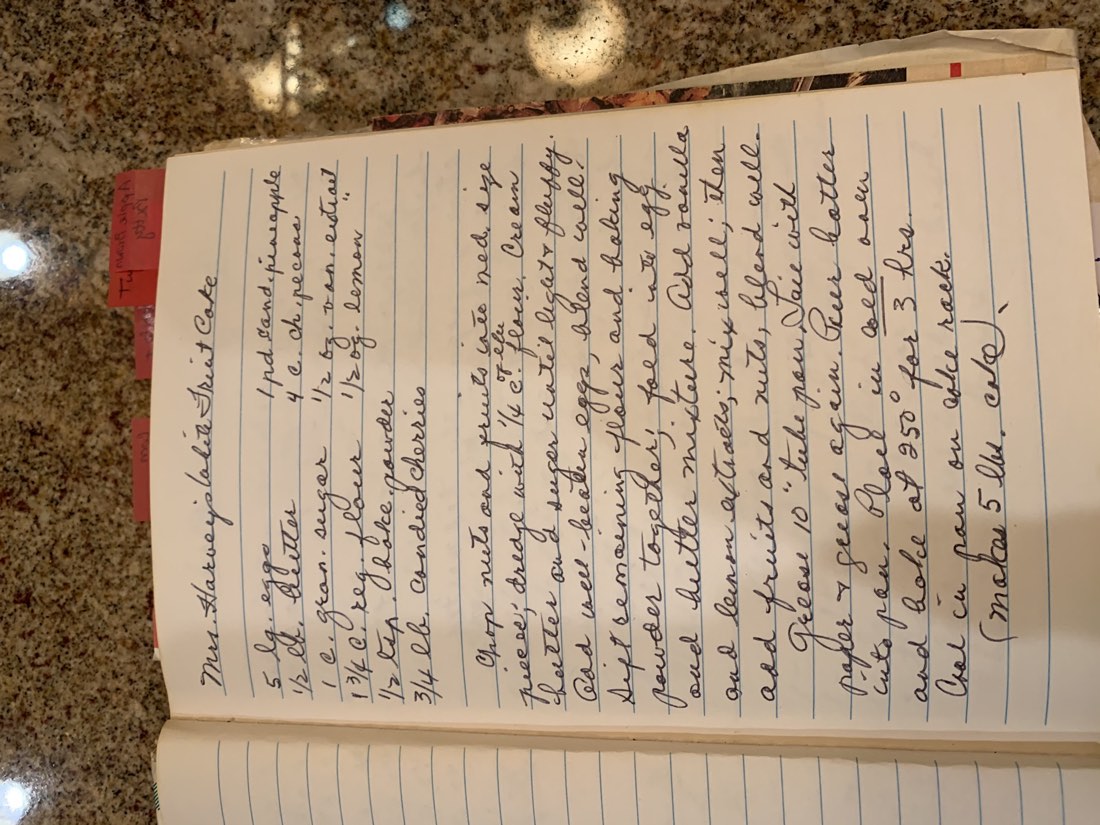 Apple Brown
Betty
Mrs. Harvey's White Fruit Cake
5 lg. eggs
1 pd cand. pineapple
1/2 lb. butter
4 c. ch. pecans
1 c. gran. sugar
1/2 oz. van. extract
1 3/4 c. reg. flour
1/2 oz. lemon "
1/2 tsp. bake. powder
3/4 lb. candied cherries
Chop nuts and fruits into med. size
pieces; dredge with 1/4 c. of the flour. Cream
butter and sugar until light & fluffy.
Add well-beaten eggs, blend well.
Sift remaining flour and baking
powder together; fold into egg
and butter mixture. Add vanilla
and lemon extracts; mix well; then
add fruits and nuts, blend well.
Grease 10" tube pan. Line with
paper & grease again. Pour batter
into pan. Place in cold oven
and bake at 250° for 3 hrs.
Cool in pan on cake rack.
(makes 5 lbs. cake).